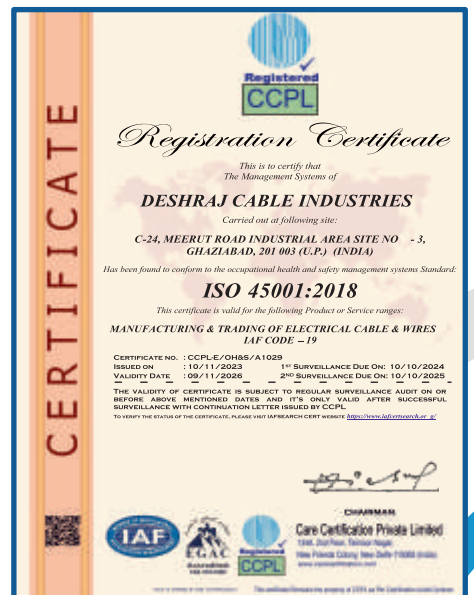 Registered
CCPL
CERTIFICATE
Registration Certificate
This is to certify that
The Management Systems of
DESHRAJ CABLE INDUSTRIES
Carried out at following site:
C-24, MEERUT ROAD INDUSTRIAL AREA SITE NO - 3,
GHAZIABAD, 201 003 (U.P.) (INDIA)
Has been found to conform to the occupational health and safety management systems Standard:
ISO 45001:2018
This certificate is valid for the following Product or Service ranges:
MANUFACTURING & TRADING OF ELECTRICAL CABLE & WIRES
IAF CODE – 19
CERTIFICATE NO. : CCPL-E/OH&S/A1029
ISSUED ON : 10/11/2023 1ST SURVEILLANCE DUE ON: 10/10/2024
VALIDITY DATE : 09/11/2026 2ND SURVEILLANCE DUE ON: 10/10/2025
THE VALIDITY OF CERTIFICATE IS SUBJECT TO REGULAR SURVEILLANCE AUDIT ON OR
BEFORE ABOVE MENTIONED DATES AND IT'S ONLY VALID AFTER SUCCESSFUL
SURVEILLANCE WITH CONTINUATION LETTER ISSUED BY CCPL
TO VERIFY THE STATUS OF THE CERTIFICATE, PLEASE VISIT IAFSEARCH CERT WEBSITE https://www.iafcertsearch.or g/
CHAIRMAN
Care Certification Private Limited
New Friends Colony, New Delhi
IAF
EGAC
Registered
CCPL